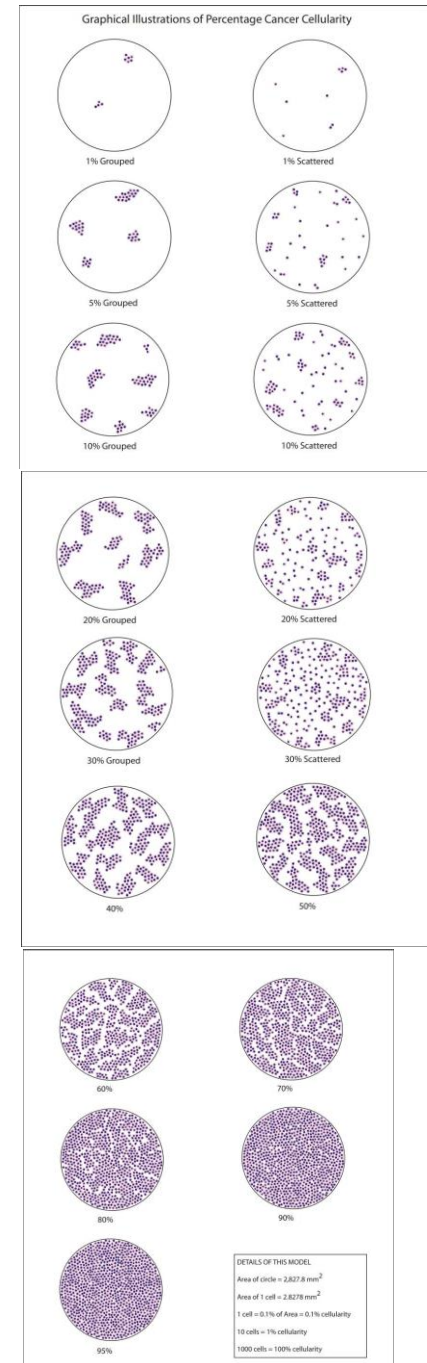 Graphical Illustrations of Percentage Cancer Cellularity
1% Grouped
1% Scattered
5% Grouped
5% Scattered
10% Grouped
10% Scattered
20% Grouped
20% Scattered
30% Grouped
30% Scattered
40%
50%
60%
70%
80%
90%
95%
DETAILS OF THIS MODEL
Area of circle = 2,827.8 mm²
Area of 1 cell = 2.8278 mm²
1 cell = 0.1% of Area = 0.1% cellularity
10 cells = 1% cellularity
1000 cells = 100% cellularity